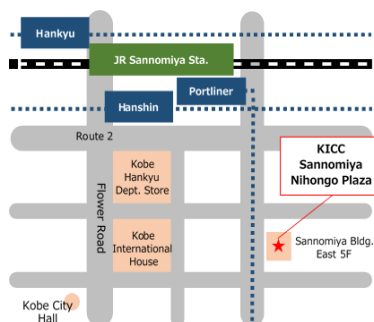 Hankyu
JR Sannomiya Sta.
Portliner
Hanshin
Route 2
KICC
Sannomiya
Nihongo Plaza
Kobe
Hankyu
Dept. Store
Flower Road
Kobe
International
House
Sannomiya Bldg.
East 5F
Kobe City
Hall